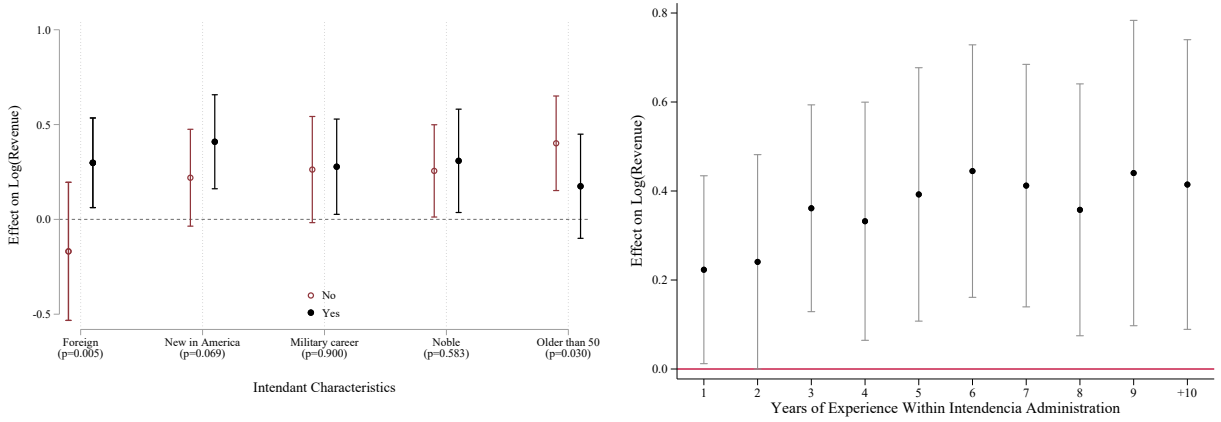 1.0
0.5
0.0
-0.5
Effect on Log(Revenue)
No
Yes
Foreign
(p=0.005)
New in America
(p=0.069)
Military career
(p=0.900)
Noble
(p=0.583)
Older than 50
(p=0.030)
Intendant Characteristics
0.8
0.6
0.4
0.2
0.0
Effect on Log(Revenue)
1 2 3 4 5 6 7 8 9 +10
Years of Experience Within Intendencia Administration